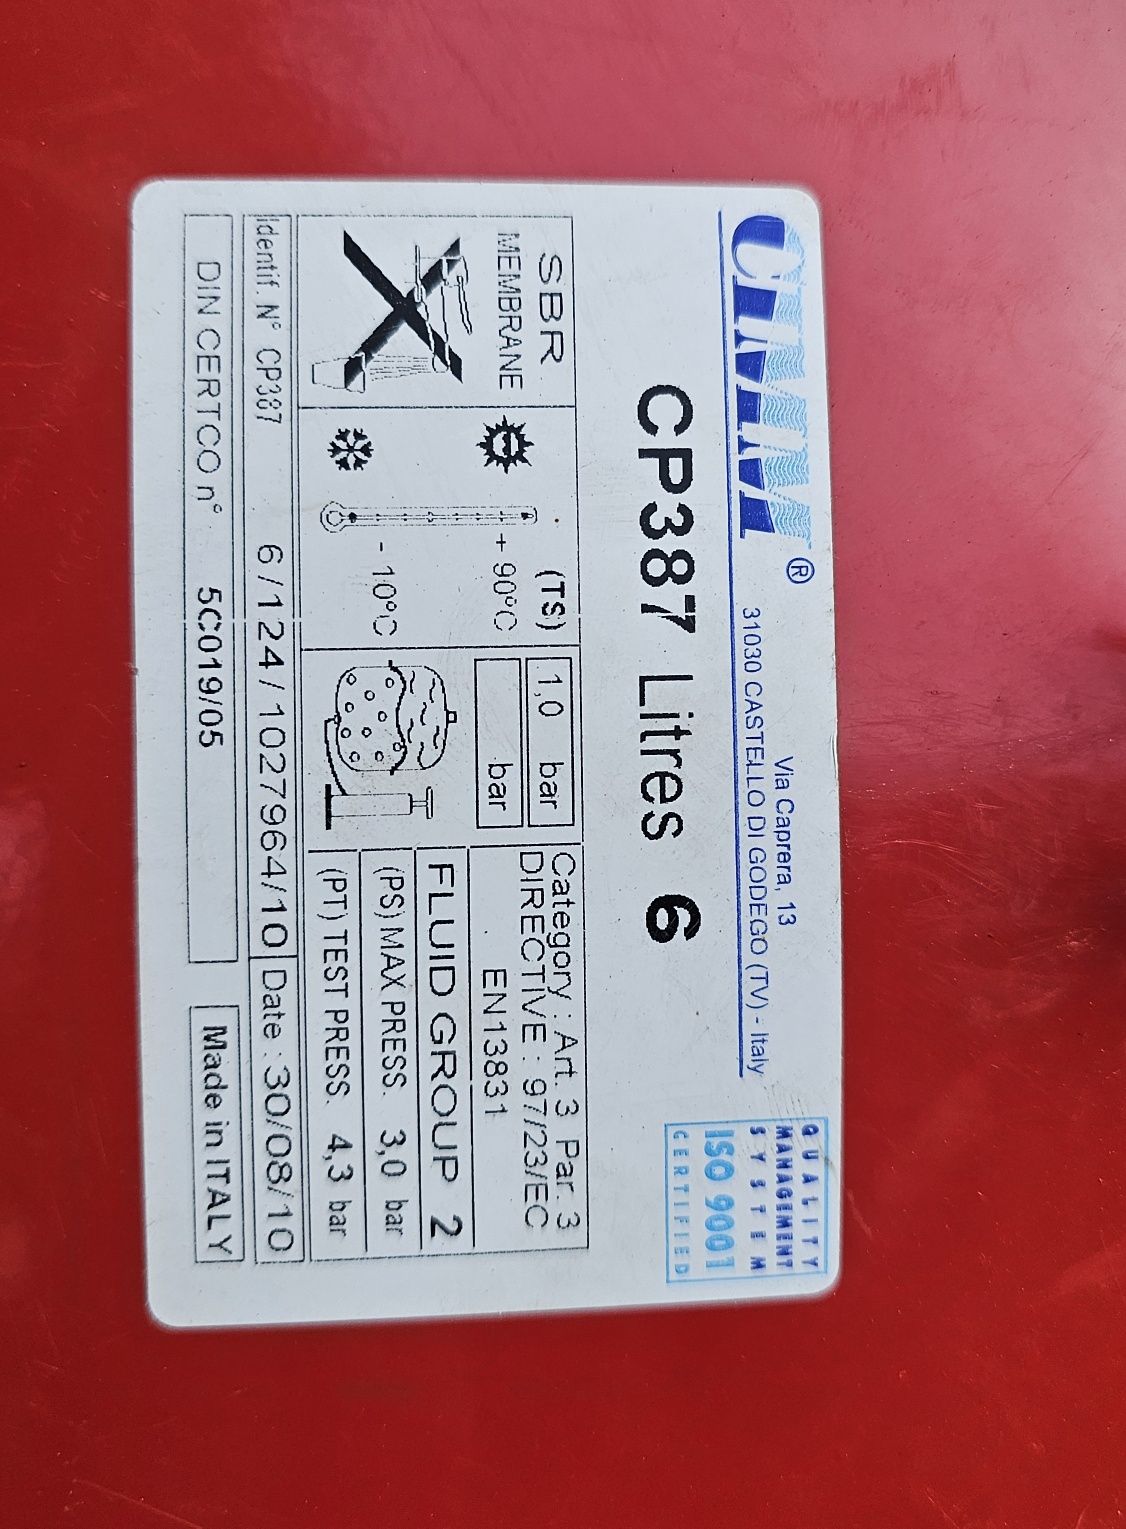 CIMM ®
Via Caprera, 13
31030 CASTELLO DI GODEGO (TV) - Italy
QUALITY
MANAGEMENT
SYSTEM
ISO 9001
CERTIFIED
CP387 Litres 6
SBR
MEMBRANE
(TS)
+ 90°C
- 10°C
1,0 bar
bar
Category : Art. 3 Par. 3
DIRECTIVE : 97/23/EC
EN13831
FLUID GROUP 2
(PS) MAX PRESS. 3,0 bar
(PT) TEST PRESS. 4,3 bar
Identif. N° CP387 6/124/1027964/10 Date : 30/08/10
DIN CERTCO n° 5C019/05
Made in ITALY